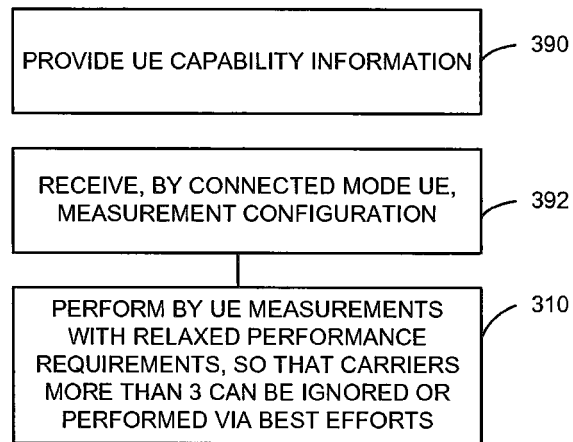 PROVIDE UE CAPABILITY INFORMATION
390
RECEIVE, BY CONNECTED MODE UE,
MEASUREMENT CONFIGURATION
392
PERFORM BY UE MEASUREMENTS
WITH RELAXED PERFORMANCE
REQUIREMENTS, SO THAT CARRIERS
MORE THAN 3 CAN BE IGNORED OR
PERFORMED VIA BEST EFFORTS
310